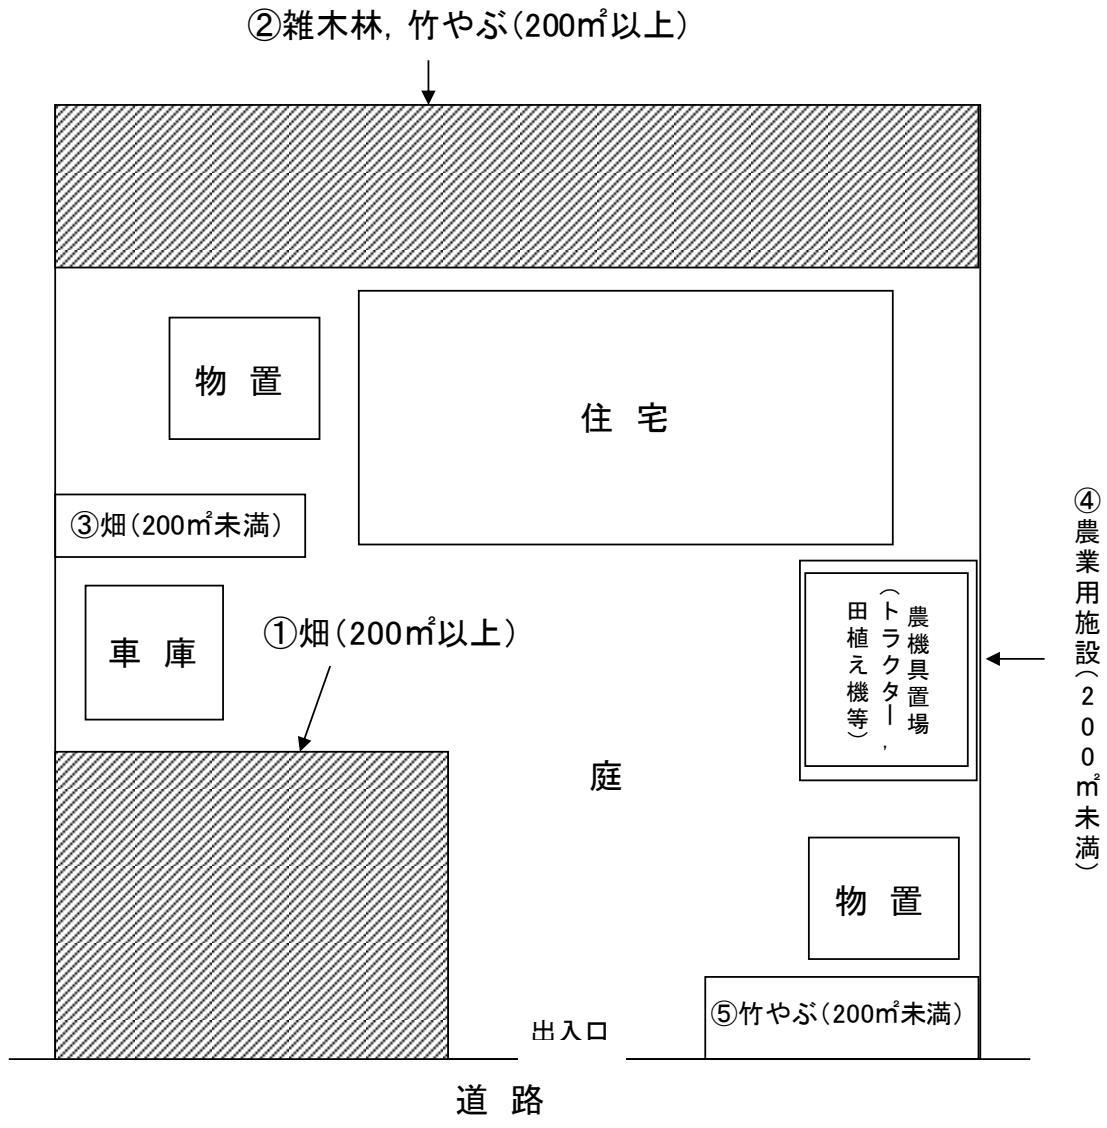 ②雑木林，竹やぶ（200㎡以上）
物 置
住 宅
③畑（200㎡未満）
車 庫
①畑（200㎡以上）
農機具置場
（トラクター，
田植え機等）
④農業用施設（200㎡未満）
庭
物 置
⑤竹やぶ（200㎡未満）
出入口
道 路